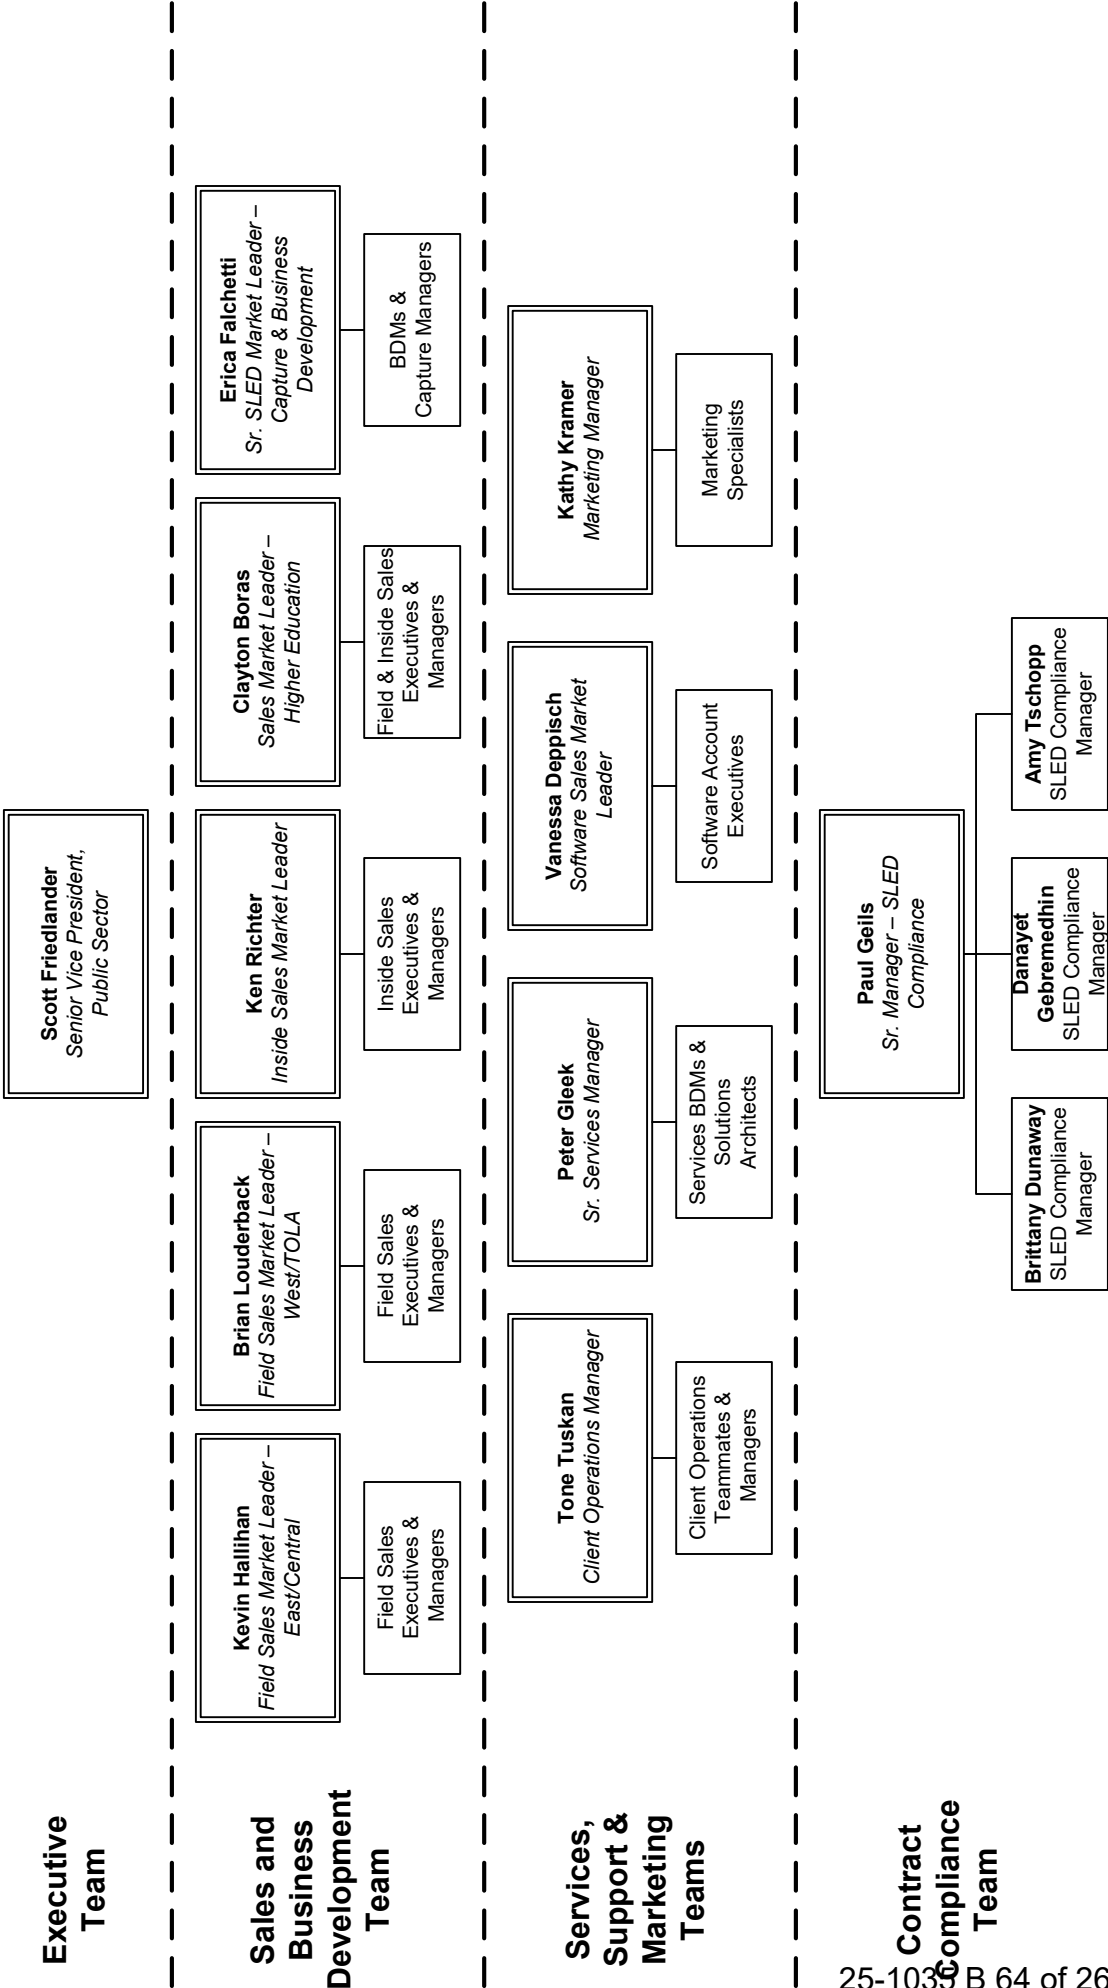 Executive
Team
Scott Friedlander
Senior Vice President,
Public Sector
Sales and
Business
Development
Team
Kevin Hallihan
Field Sales Market Leader –
East/Central
Field Sales
Executives &
Managers
Brian Louderback
Field Sales Market Leader –
West/TOLA
Field Sales
Executives &
Managers
Ken Richter
Inside Sales Market Leader
Inside Sales
Executives &
Managers
Clayton Boras
Sales Market Leader –
Higher Education
Field & Inside Sales
Executives &
Managers
Erica Falchetti
Sr. SLED Market Leader –
Capture & Business
Development
BDMs &
Capture Managers
Services,
Support &
Marketing
Teams
Tone Tuskan
Client Operations Manager
Client Operations
Teammates &
Managers
Peter Gleek
Sr. Services Manager
Services BDMs &
Solutions
Architects
Vanessa Deppisch
Software Sales Market
Leader
Software Account
Executives
Kathy Kramer
Marketing Manager
Marketing
Specialists
Contract
Compliance
Team
Paul Geils
Sr. Manager – SLED
Compliance
Brittany Dunaway
SLED Compliance
Manager
Danayet
Gebremedhin
SLED Compliance
Manager
Amy Tschopp
SLED Compliance
Manager
25-1035 B 64 of 26